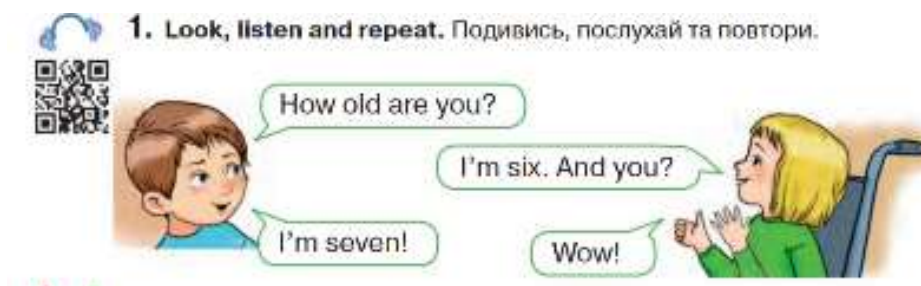 1. Look, listen and repeat. Подивись, послухай та повтори.
How old are you?
I'm six. And you?
I'm seven!
Wow!